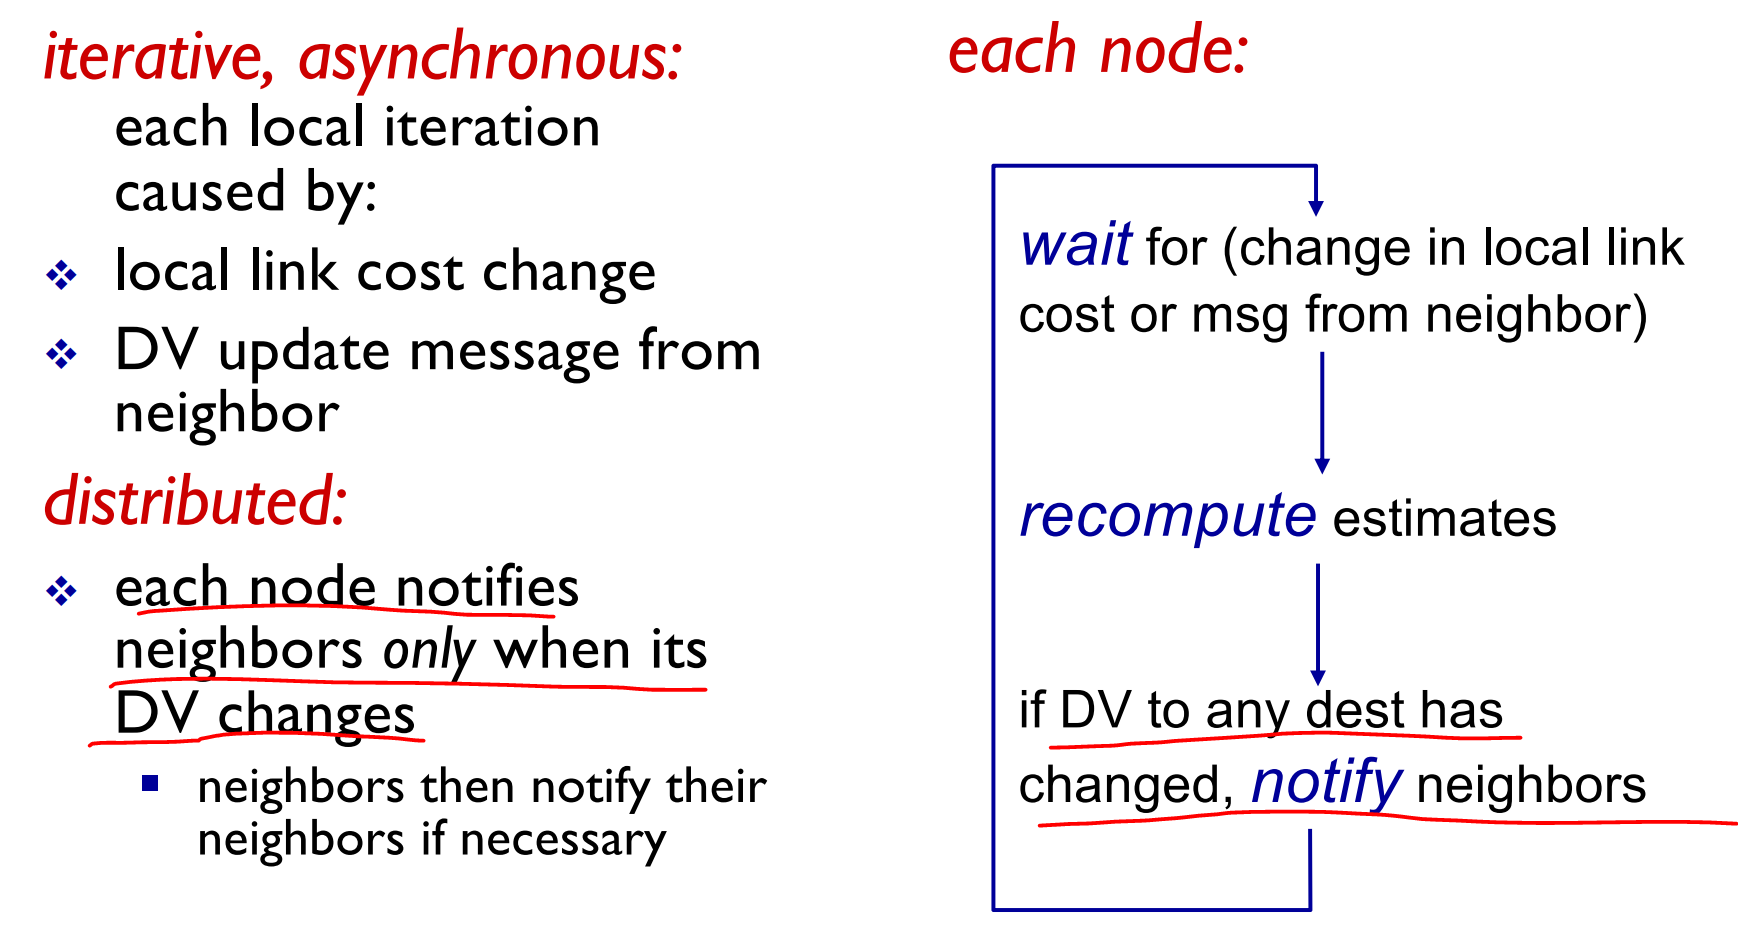 iterative, asynchronous:
each local iteration
caused by:
local link cost change
DV update message from
neighbor
distributed:
each node notifies
neighbors only when its
DV changes
neighbors then notify their
neighbors if necessary
each node:
wait for (change in local link
cost or msg from neighbor)
recompute estimates
if DV to any dest has
changed, notify neighbors